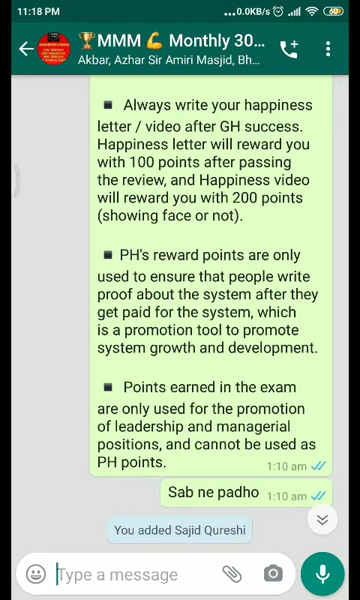 11:18 PM ...0.0KB/s 60
🏆MMM 💪 Monthly 30...
Akbar, Azhar Sir Amiri Masjid, Bh...
▪️ Always write your happiness
letter / video after GH success.
Happiness letter will reward you
with 100 points after passing
the review, and Happiness video
will reward you with 200 points
(showing face or not).
▪️PH's reward points are only
used to ensure that people write
proof about the system after they
get paid for the system, which
is a promotion tool to promote
system growth and development.
▪️ Points earned in the exam
are only used for the promotion
of leadership and managerial
positions, and cannot be used as
PH points.
1:10 am
Sab ne padho 1:10 am
You added Sajid Qureshi
Type a message